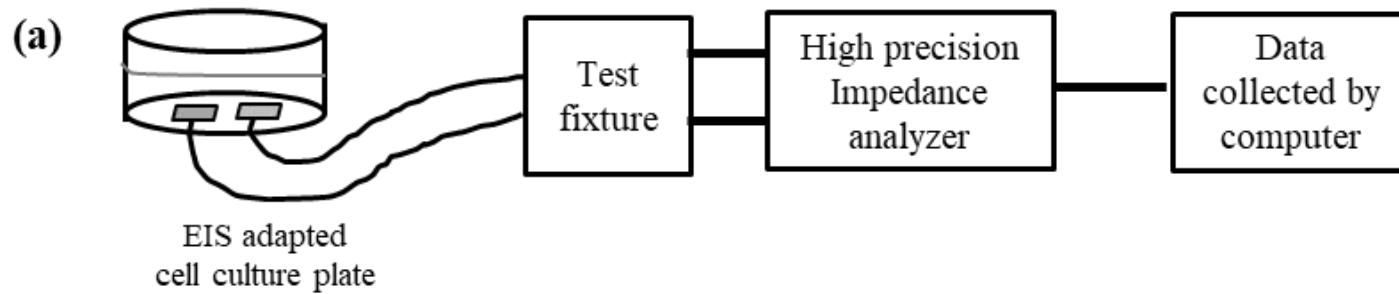 (a)
Test
fixture
High precision
Impedance
analyzer
Data
collected by
computer
EIS adapted
cell culture plate